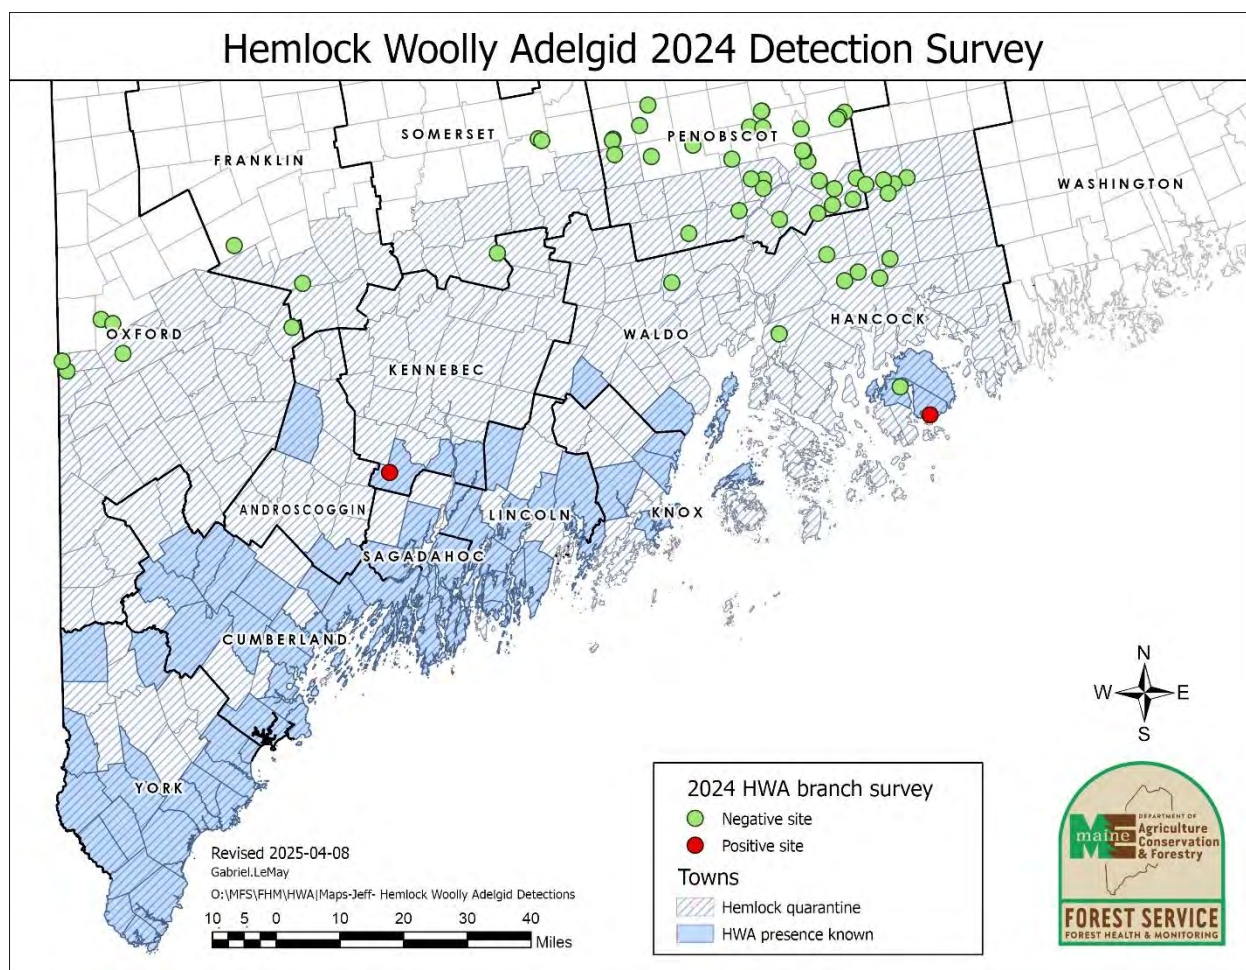 Hemlock Woolly Adelgid 2024 Detection Survey
SOMERSET
PENOBSCOT
FRANKLIN
WASHINGTON
OXFORD
WALDO
HANCOCK
KENNEBEC
ANDROSCOGGIN
LINCOLN
KNOX
SAGADAHOC
CUMBERLAND
YORK
N
W
E
S
2024 HWA branch survey
Negative site
Positive site
Towns
Hemlock quarantine
HWA presence known
Revised 2025-04-08
Gabriel.LeMay
O:\MFS\FHM\HWA|Maps-Jeff- Hemlock Woolly Adelgid Detections
10 5 0 10 20 30 40
Miles
ME
maine
DEPARTMENT OF
Agriculture
Conservation
& Forestry
FOREST SERVICE
FOREST HEALTH & MONITORING